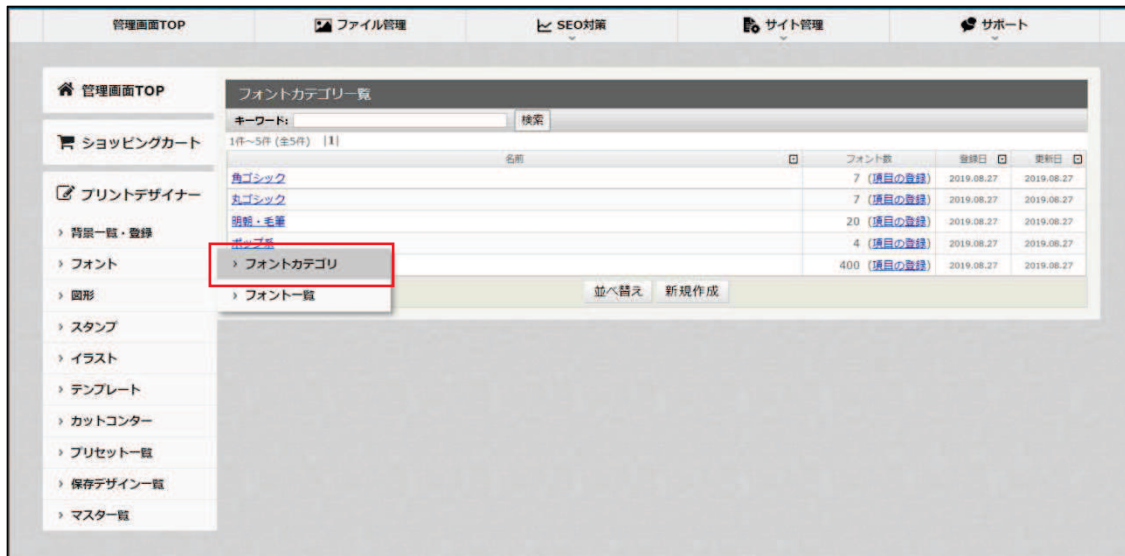 管理画面TOP ファイル管理 SEO対策 サイト管理 サポート
管理画面TOP
ショッピングカート
プリントデザイナー
› 背景一覧・登録
› フォント
› 図形
› スタンプ
› イラスト
› テンプレート
› カットコンター
› プリセット一覧
› 保存デザイン一覧
› マスター覧
› フォントカテゴリ
› フォント一覧
フォントカテゴリ一覧
キーワード: 検索
1件～5件 (全5件) |1|
名前 フォント数 登録日 更新日
角ゴシック 7 (項目の登録) 2019.08.27 2019.08.27
丸ゴシック 7 (項目の登録) 2019.08.27 2019.08.27
明朝・毛筆 20 (項目の登録) 2019.08.27 2019.08.27
ポップ系 4 (項目の登録) 2019.08.27 2019.08.27
400 (項目の登録) 2019.08.27 2019.08.27
並べ替え 新規作成